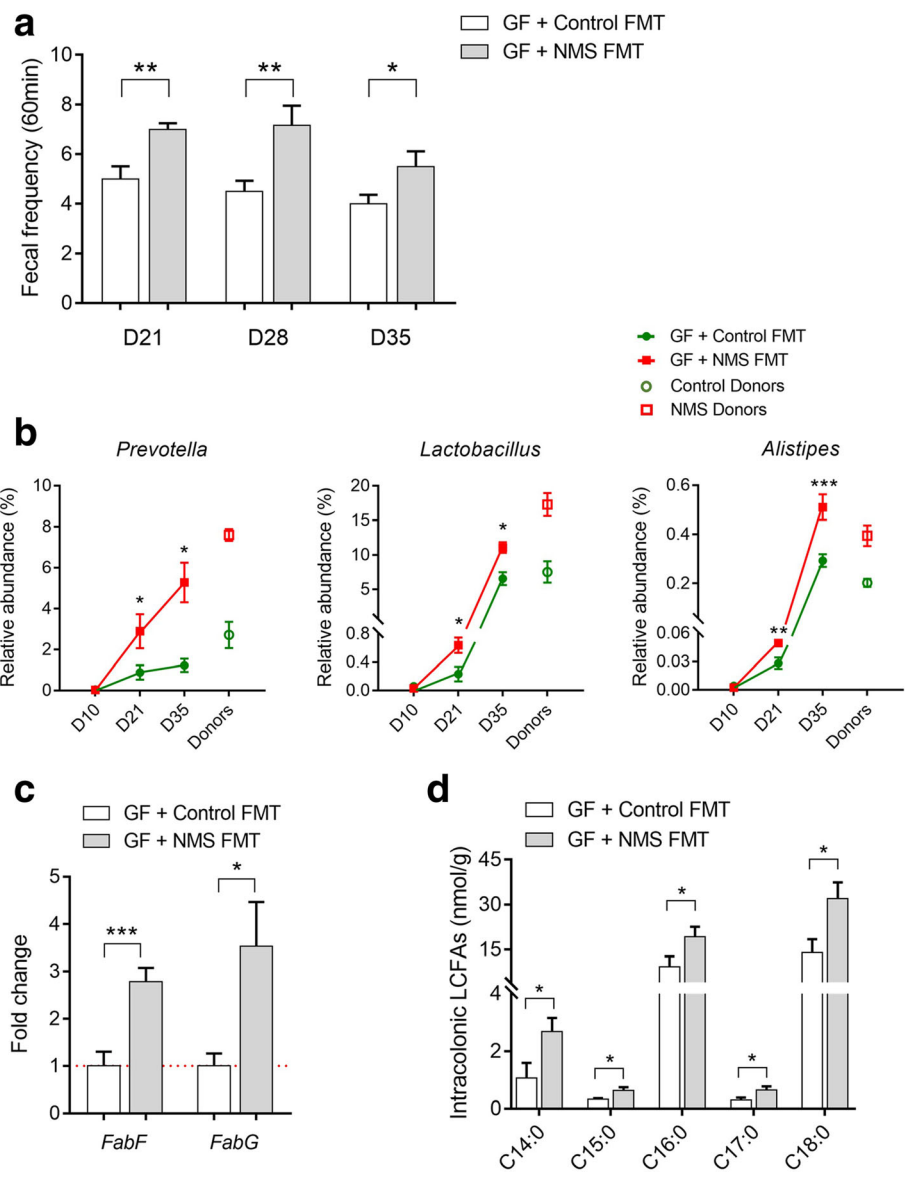 a
GF + Control FMT
GF + NMS FMT
Fecal frequency (60min)
10
8
6
4
2
0
** ** *
D21 D28 D35
GF + Control FMT
GF + NMS FMT
Control Donors
NMS Donors
b
Prevotella
Relative abundance (%)
10
8
6
4
2
0
* *
D10 D21 D35 Donors
Lactobacillus
Relative abundance (%)
20
15
10
5
0.8
0.4
0.0
* *
D10 D21 D35 Donors
Alistipes
Relative abundance (%)
0.6
0.4
0.2
0.06
0.03
0.00
** ***
D10 D21 D35 Donors
c
GF + Control FMT
GF + NMS FMT
Fold change
5
4
3
2
1
0
*** *
FabF FabG
d
GF + Control FMT
GF + NMS FMT
Intracolonic LCFAs (nmol/g)
45
30
15
4
2
0
* * * * *
C14:0 C15:0 C16:0 C17:0 C18:0